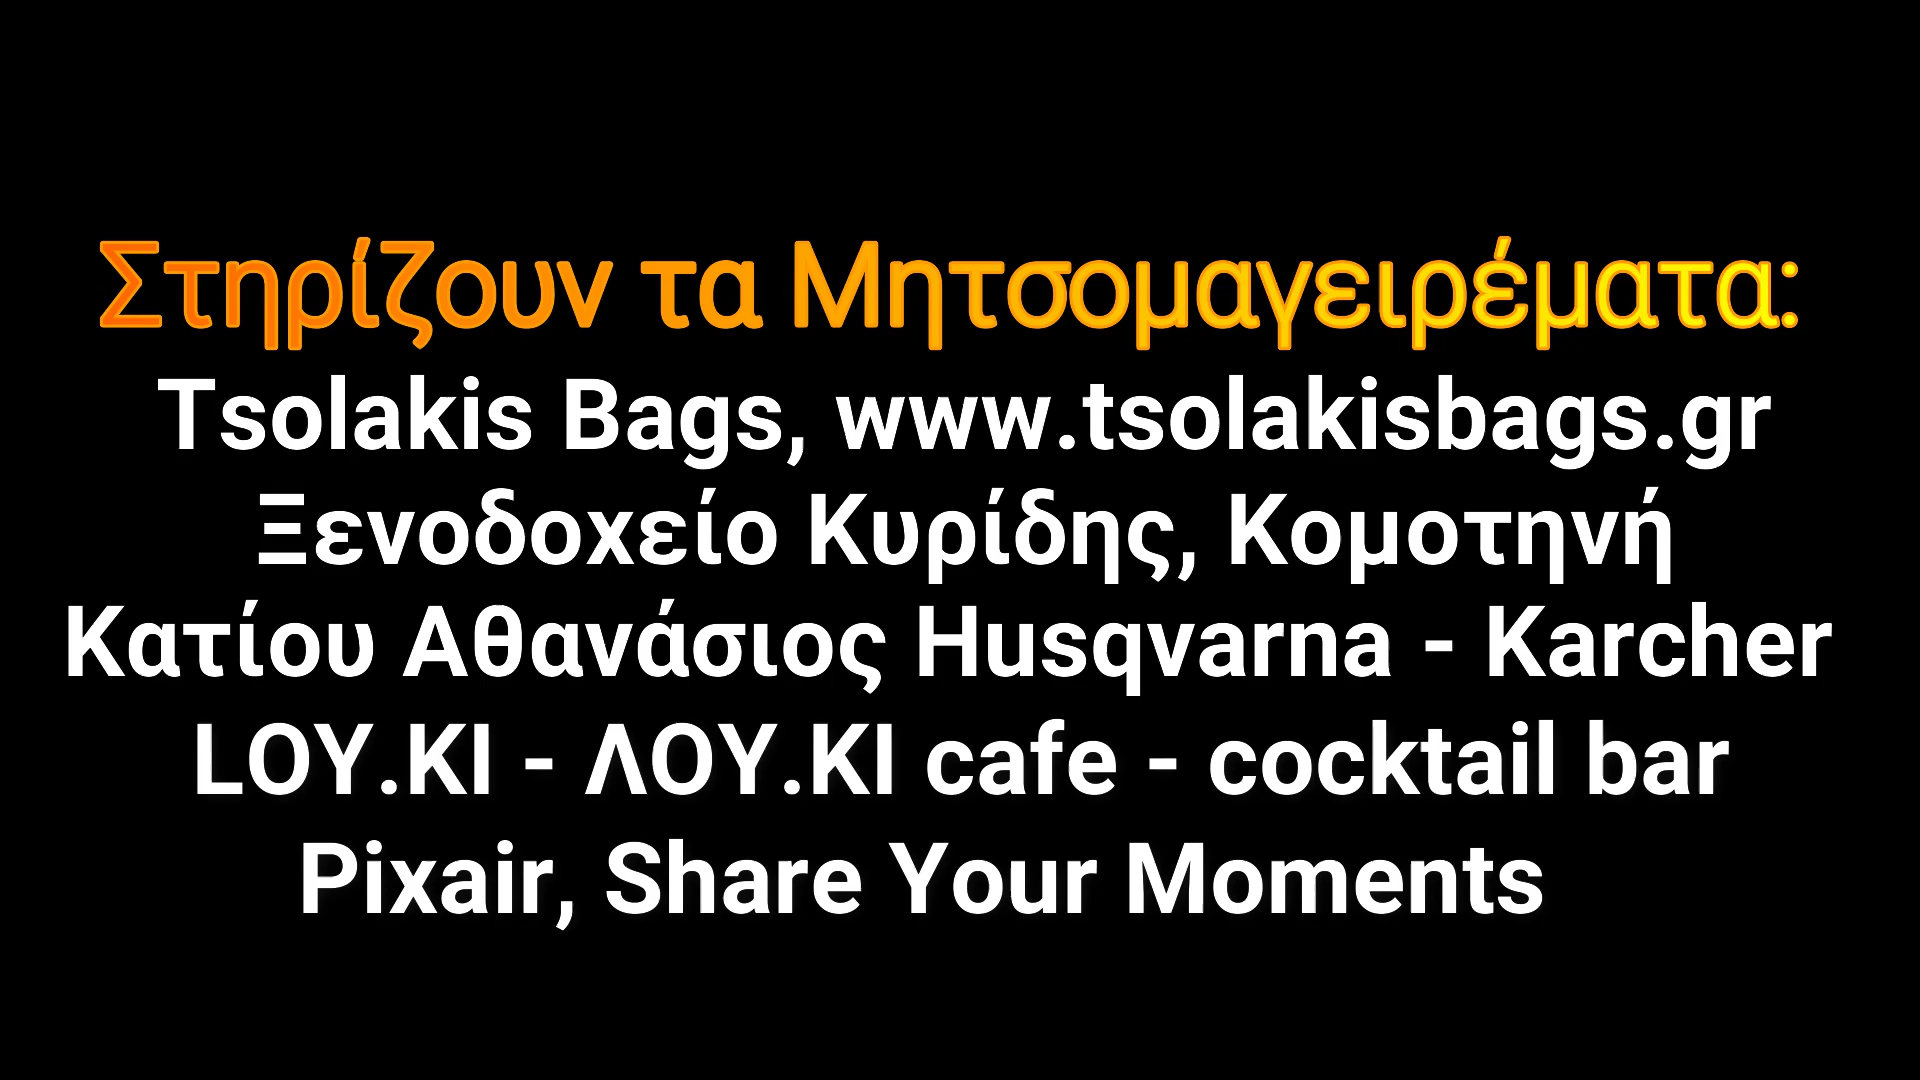 Στηρίζουν τα Μητσομαγειρέματα:
Tsolakis Bags, www.tsolakisbags.gr
Ξενοδοχείο Κυρίδης, Κομοτηνή
Κατίου Αθανάσιος Husqvarna - Karcher
LOY.KI - ΛΟΥ.ΚΙ cafe - cocktail bar
Pixair, Share Your Moments